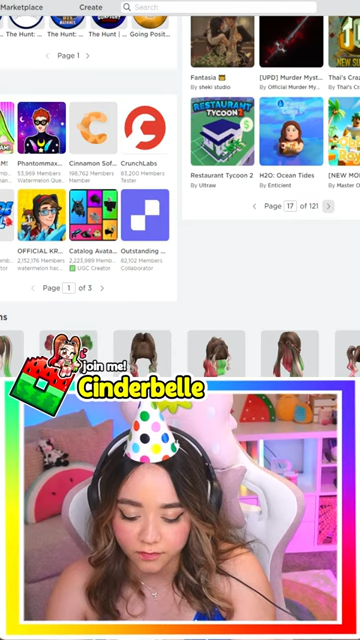 Marketplace
Create
Search
The Hunt:
The Hunt:
The Hunt |
Going Posit...
Page 1
Fantasia
By sheki studio
[UPD] Murder Myst...
By Official Murder My...
Thai's Craz
By Thai's Br
Phantommax...
53,969 Members
Watermelon Que...
Cinnamon Sof...
198,762 Members
Member
CrunchLabs
83,200 Members
Tester
RESTAURANT
TYCOON 2
Restaurant Tycoon 2
By Ultraw
H2O: Ocean Tides
By Enticient
[NEW MO
By Master O
Page 17 of 121
OFFICIAL KR...
2,152,176 Members
watermelon hac...
Catalog Avata...
2,223,989 Memb...
UGC Creator
Outstanding ...
82,102 Members
Collaborator
Page 1 of 3
ns
join me!
Cinderbelle